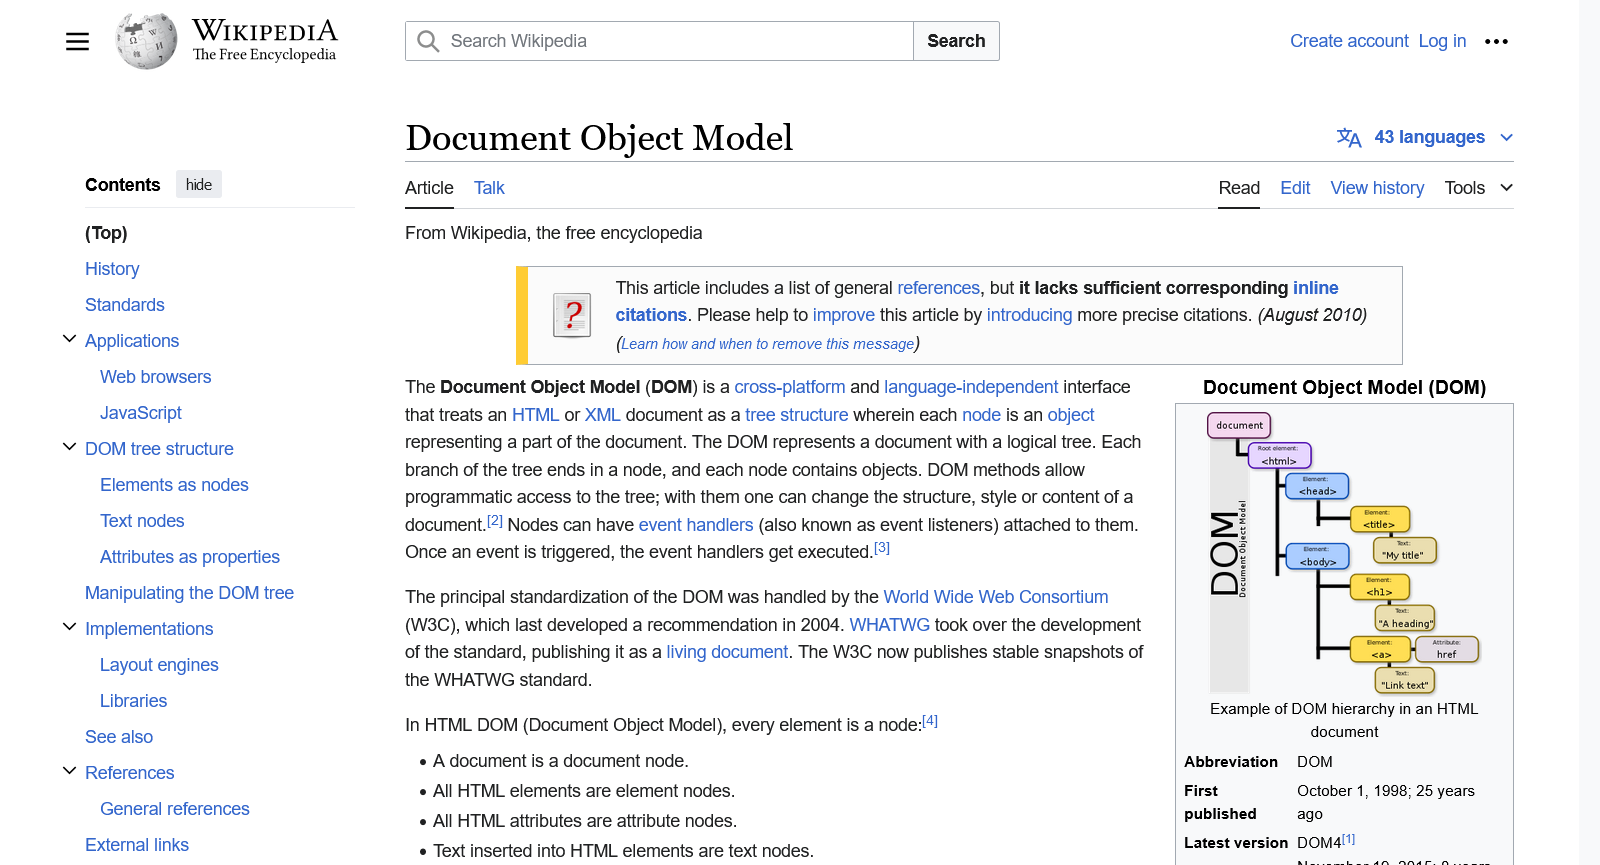 WIKIPEDIA
The Free Encyclopedia
Search Wikipedia
Search
Create account Log in
Document Object Model
43 languages
Contents hide
Article Talk
Read Edit View history Tools
(Top)
History
Standards
Applications
Web browsers
JavaScript
DOM tree structure
Elements as nodes
Text nodes
Attributes as properties
Manipulating the DOM tree
Implementations
Layout engines
Libraries
See also
References
General references
External links
From Wikipedia, the free encyclopedia
This article includes a list of general references, but it lacks sufficient corresponding inline
citations. Please help to improve this article by introducing more precise citations. (August 2010)
(Learn how and when to remove this message)
The Document Object Model (DOM) is a cross-platform and language-independent interface
that treats an HTML or XML document as a tree structure wherein each node is an object
representing a part of the document. The DOM represents a document with a logical tree. Each
branch of the tree ends in a node, and each node contains objects. DOM methods allow
programmatic access to the tree; with them one can change the structure, style or content of a
document.[2] Nodes can have event handlers (also known as event listeners) attached to them.
Once an event is triggered, the event handlers get executed.[3]
The principal standardization of the DOM was handled by the World Wide Web Consortium
(W3C), which last developed a recommendation in 2004. WHATWG took over the development
of the standard, publishing it as a living document. The W3C now publishes stable snapshots of
the WHATWG standard.
In HTML DOM (Document Object Model), every element is a node:[4]
• A document is a document node.
• All HTML elements are element nodes.
• All HTML attributes are attribute nodes.
• Text inserted into HTML elements are text nodes.
Document Object Model (DOM)
DOM
Document Object Model
document
Root element:
<html>
Element:
<head>
Element:
<title>
Text:
"My title"
Element:
<body>
Element:
<h1>
Text:
"A heading"
Element:
<a>
Attribute:
href
Text:
"Link text"
Example of DOM hierarchy in an HTML
document
Abbreviation DOM
First published October 1, 1998; 25 years ago
Latest version DOM4[1]
November 19, 2015; 8 years